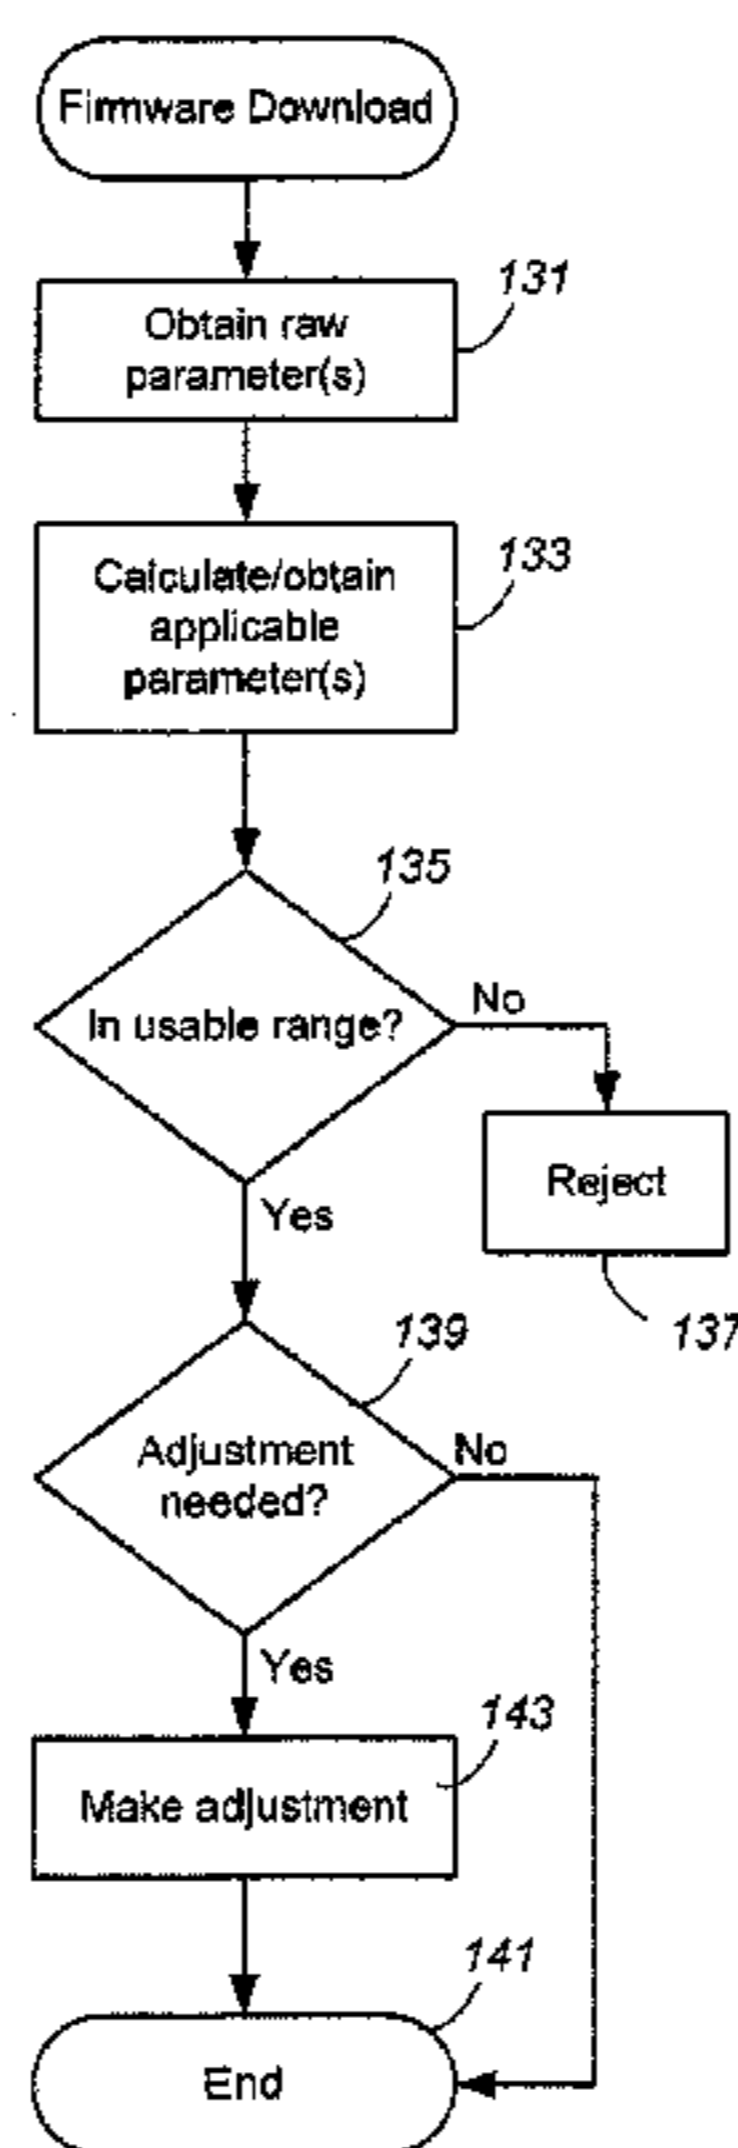 Firmware Download
131
Obtain raw
parameter(s)
133
Calculate/obtain
applicable
parameter(s)
135
In usable range?
No
Reject
137
Yes
139
Adjustment
needed?
No
Yes
143
Make adjustment
141
End